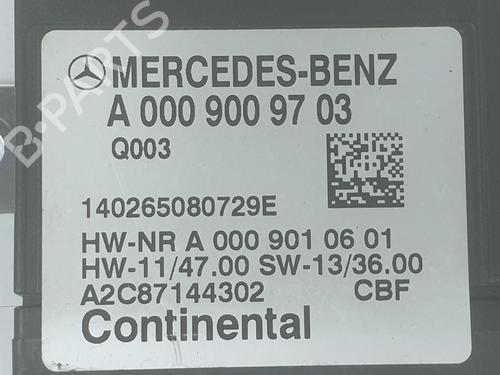 MERCEDES-BENZ
A 000 900 97 03
Q003
140265080729E
HW-NR A 000 901 06 01
HW-11/47.00 SW-13/36.00
A2C87144302 CBF
Continental
B-PARTS